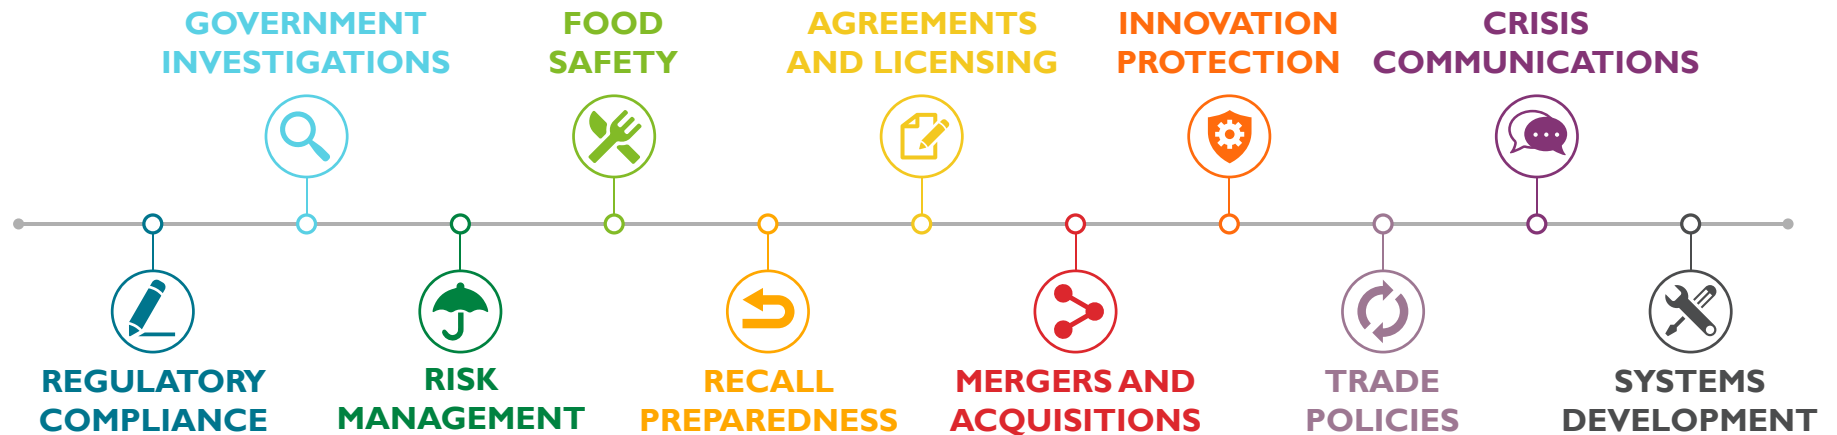 GOVERNMENT
INVESTIGATIONS
FOOD
SAFETY
AGREEMENTS
AND LICENSING
INNOVATION
PROTECTION
CRISIS
COMMUNICATIONS
REGULATORY
COMPLIANCE
RISK
MANAGEMENT
RECALL
PREPAREDNESS
MERGERS AND
ACQUISITIONS
TRADE
POLICIES
SYSTEMS
DEVELOPMENT